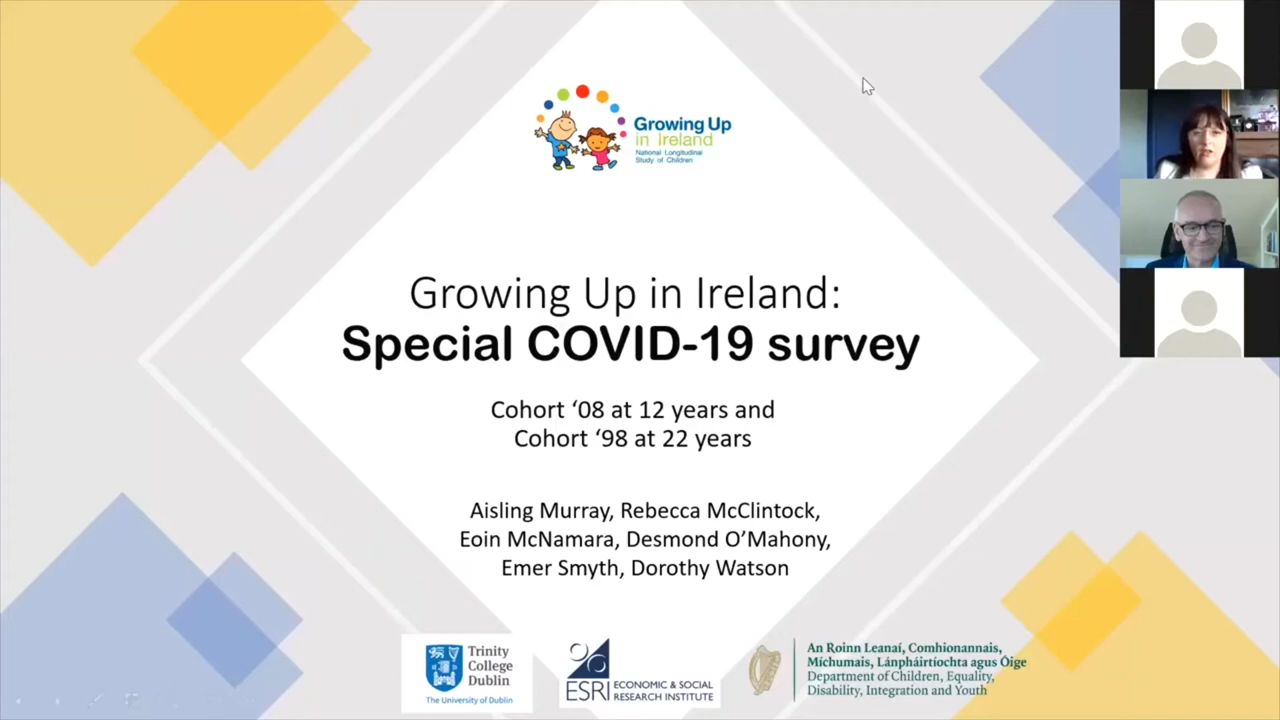 Growing Up
in Ireland
National Longitudinal
Study of Children
Growing Up in Ireland:
Special COVID-19 survey
Cohort ‘08 at 12 years and
Cohort ‘98 at 22 years
Aisling Murray, Rebecca McClintock,
Eoin McNamara, Desmond O’Mahony,
Emer Smyth, Dorothy Watson
Trinity
College
Dublin
The University of Dublin
ESRI ECONOMIC & SOCIAL
RESEARCH INSTITUTE
An Roinn Leanaí, Comhionannais,
Míchumais, Lánpháirtíochta agus Óige
Department of Children, Equality,
Disability, Integration and Youth